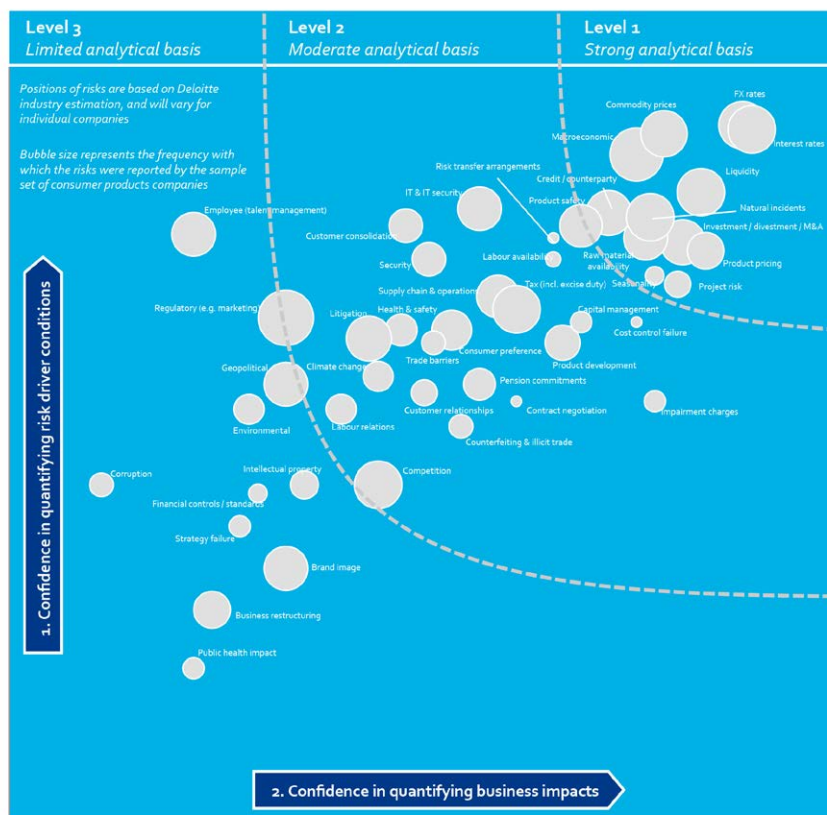 Level 3
Limited analytical basis
Level 2
Moderate analytical basis
Level 1
Strong analytical basis
Positions of risks are based on Deloitte
industry estimation, and will vary for
individual companies
Bubble size represents the frequency with
which the risks were reported by the sample
set of consumer products companies
FX rates
Commodity prices
Macroeconomic
Interest rates
Risk transfer arrangements
Credit / counterparty
Liquidity
IT & IT security
Product safety
Natural incidents
Employee (talent management)
Customer consolidation
Investment / divestment / M&A
Security
Labour availability
Raw material
availability
Product pricing
Supply chain & operations
Tax (incl. excise duty)
Seasonality
Project risk
Regulatory (e.g. marketing)
Litigation
Health & safety
Capital management
Cost control failure
Trade barriers
Consumer preference
Product development
Geopolitical
Climate change
Pension commitments
Environmental
Labour relations
Customer relationships
Contract negotiation
Impairment charges
Counterfeiting & illicit trade
Corruption
Intellectual property
Competition
Financial controls / standards
Strategy failure
Brand image
Business restructuring
Public health impact
1. Confidence in quantifying risk driver conditions
2. Confidence in quantifying business impacts